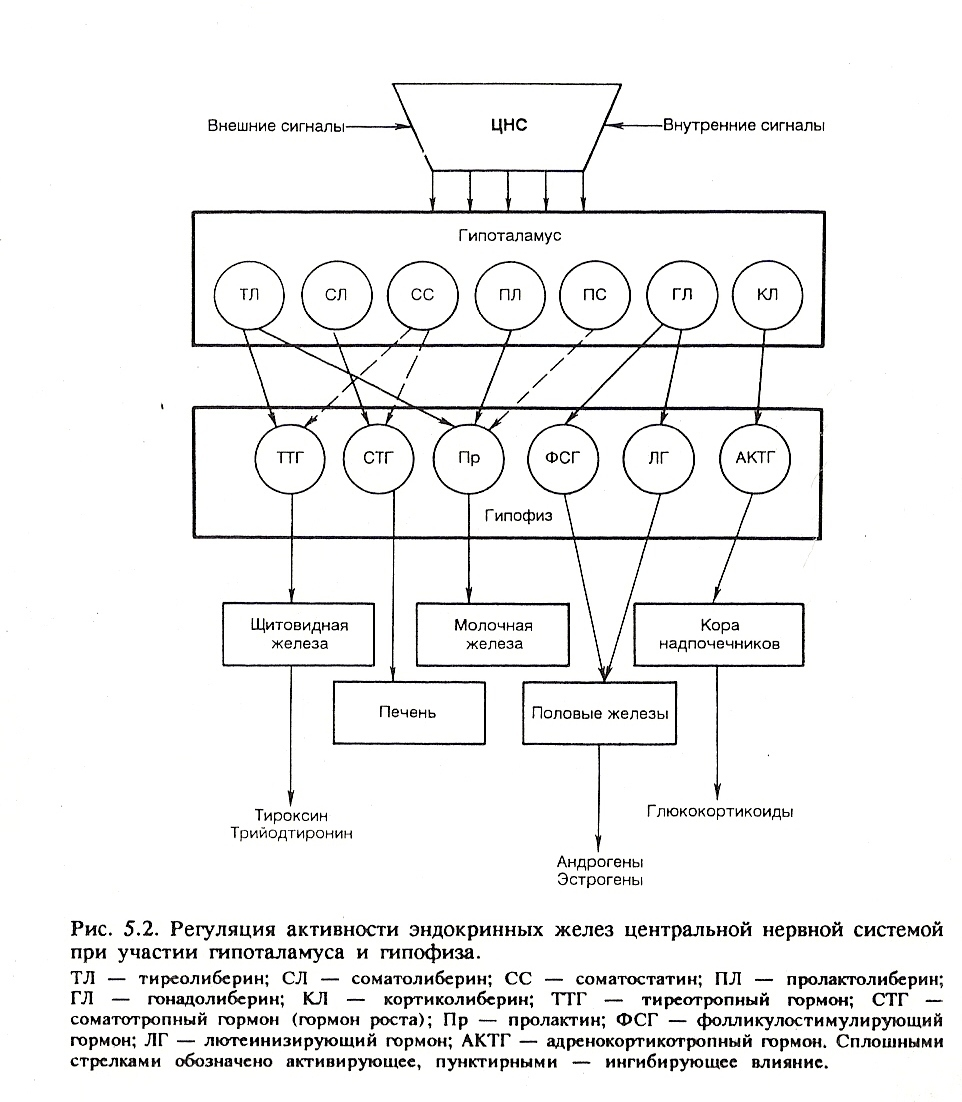 ЦНС
Внешние сигналы
Внутренние сигналы
Гипоталамус
ТЛ
СЛ
СС
ПЛ
ПС
ГЛ
КЛ
ТТГ
СТГ
Пр
ФСГ
ЛГ
АКТГ
Гипофиз
Щитовидная
железа
Молочная
железа
Кора
надпочечников
Печень
Половые железы
Тироксин
Трийодтиронин
Глюкокортикоиды
Андрогены
Эстрогены
Рис. 5.2. Регуляция активности эндокринных желез центральной нервной системой
при участии гипоталамуса и гипофиза.
ТЛ — тиреолиберин; СЛ — соматолиберин; СС — соматостатин; ПЛ — пролактолиберин;
ГЛ — гонадолиберин; КЛ — кортиколиберин; ТТГ — тиреотропный гормон; СТГ —
соматотропный гормон (гормон роста); Пр — пролактин; ФСГ — фолликулостимулирующий
гормон; ЛГ — лютеинизирующий гормон; АКТГ — адренокортикотропный гормон. Сплошными
стрелками обозначено активирующее, пунктирными — ингибирующее влияние.